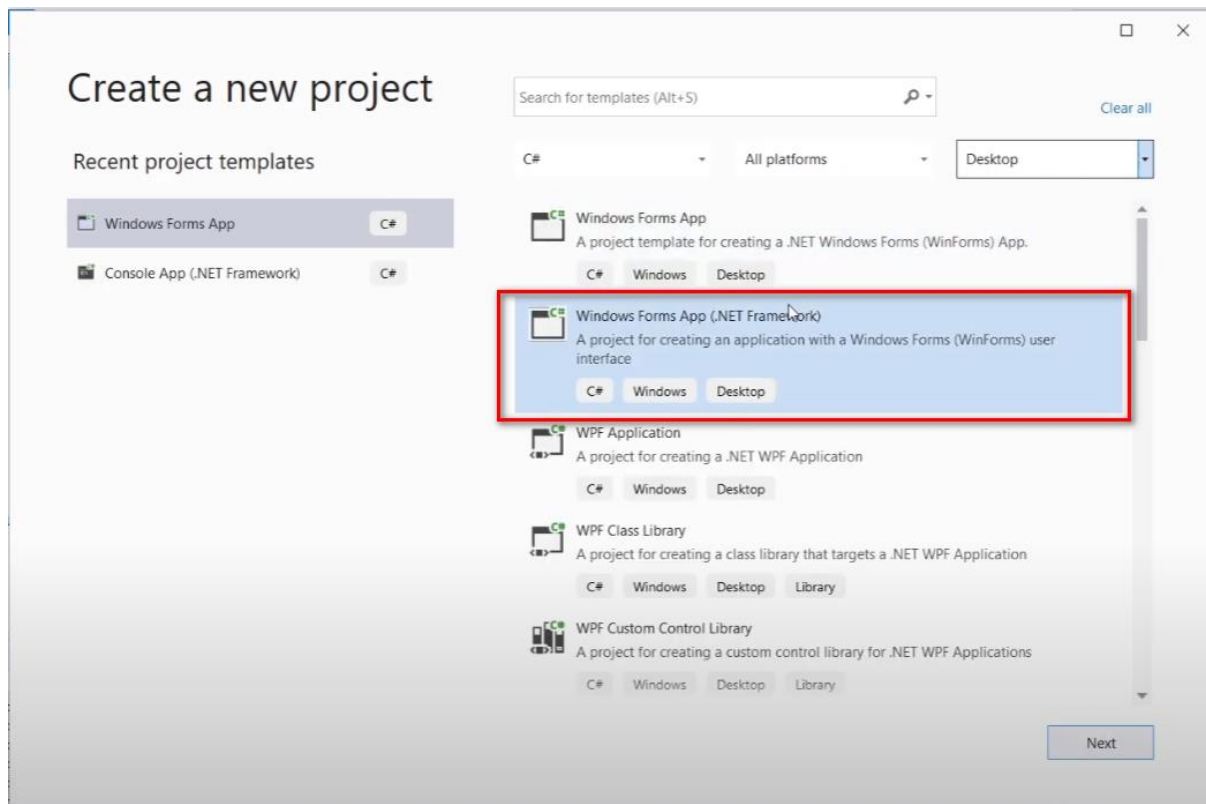 Create a new project
Search for templates (Alt+S)
Clear all
Recent project templates
C#
All platforms
Desktop
Windows Forms App
C#
Console App (.NET Framework)
C#
Windows Forms App
A project template for creating a .NET Windows Forms (WinForms) App.
C# Windows Desktop
Windows Forms App (.NET Framework)
A project for creating an application with a Windows Forms (WinForms) user
interface
C# Windows Desktop
WPF Application
A project for creating a .NET WPF Application
C# Windows Desktop
WPF Class Library
A project for creating a class library that targets a .NET WPF Application
C# Windows Desktop Library
WPF Custom Control Library
A project for creating a custom control library for .NET WPF Applications
C# Windows Desktop Library
Next